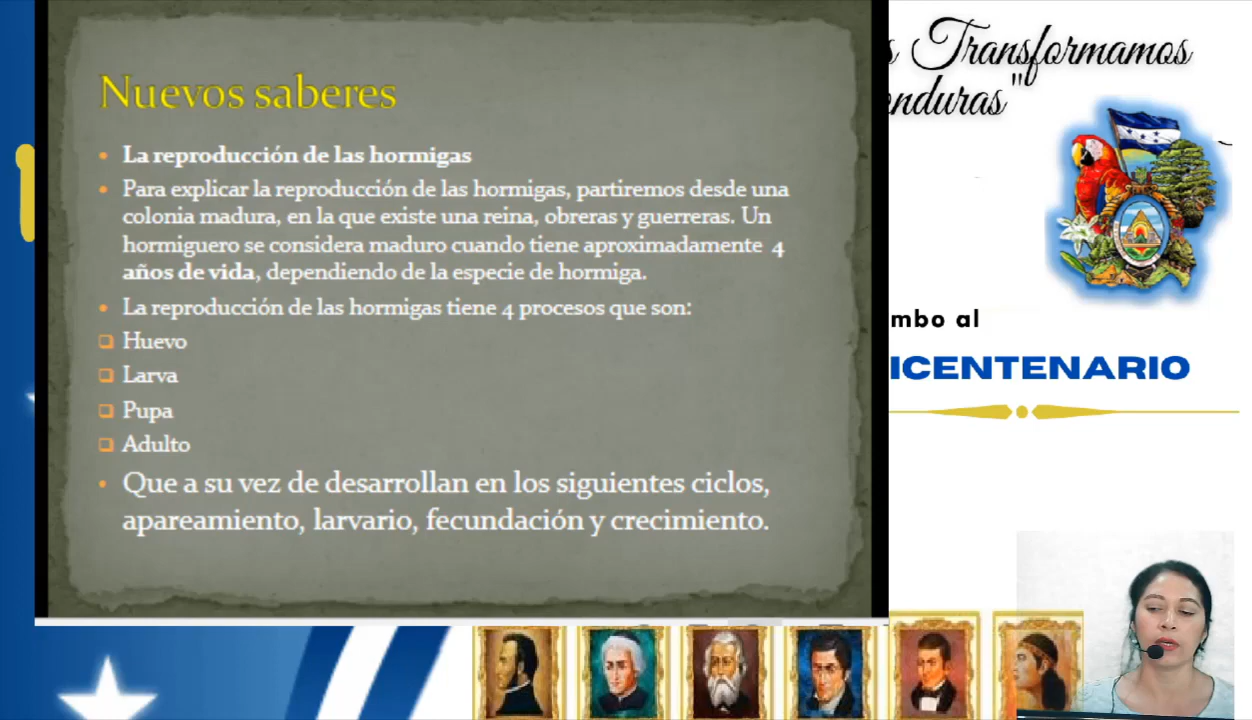 Transformamos
Nuevos saberes
La reproducción de las hormigas
Para explicar la reproducción de las hormigas, partiremos desde una
colonia madura, en la que existe una reina, obreras y guerreras. Un
hormiguero se considera maduro cuando tiene aproximadamente 4
años de vida, dependiendo de la especie de hormiga.
La reproducción de las hormigas tiene 4 procesos que son:
Huevo
Larva
Pupa
Adulto
Que a su vez de desarrollan en los siguientes ciclos,
apareamiento, larvario, fecundación y crecimiento.
onduras"
mbo al
ICENTENARIO